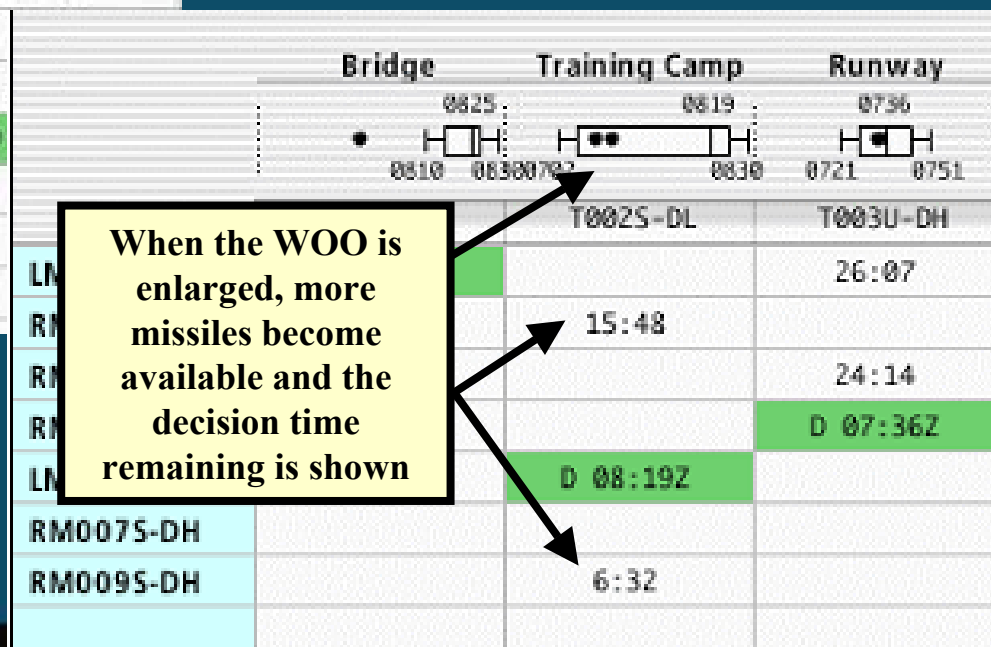 Bridge Training Camp Runway
0825 0819 0736
0810 0830 0702 0830 0721 0751
T002S-DL T003U-DH
When the WOO is
enlarged, more
missiles become
available and the
decision time
remaining is shown
26:07
15:48
24:14
D 07:36Z
D 08:19Z
RM007S-DH
RM009S-DH 6:32